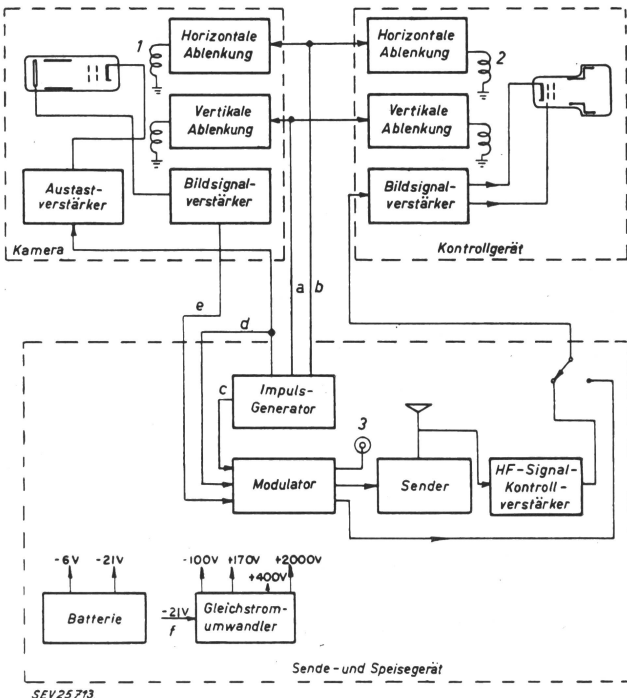 1
Horizontale
Ablenkung
Vertikale
Ablenkung
Austast-
verstärker
Bildsignal-
verstärker
Kamera
Horizontale
Ablenkung
2
Vertikale
Ablenkung
Bildsignal-
verstärker
Kontrollgerät
a
b
e
d
c
Impuls-
Generator
3
Modulator
Sender
HF-Signal-
Kontroll-
verstärker
-6V
-21V
Batterie
-100V
+170V
+2000V
+400V
-21V
f
Gleichstrom-
umwandler
Sende- und Speisegerät
SEV25713